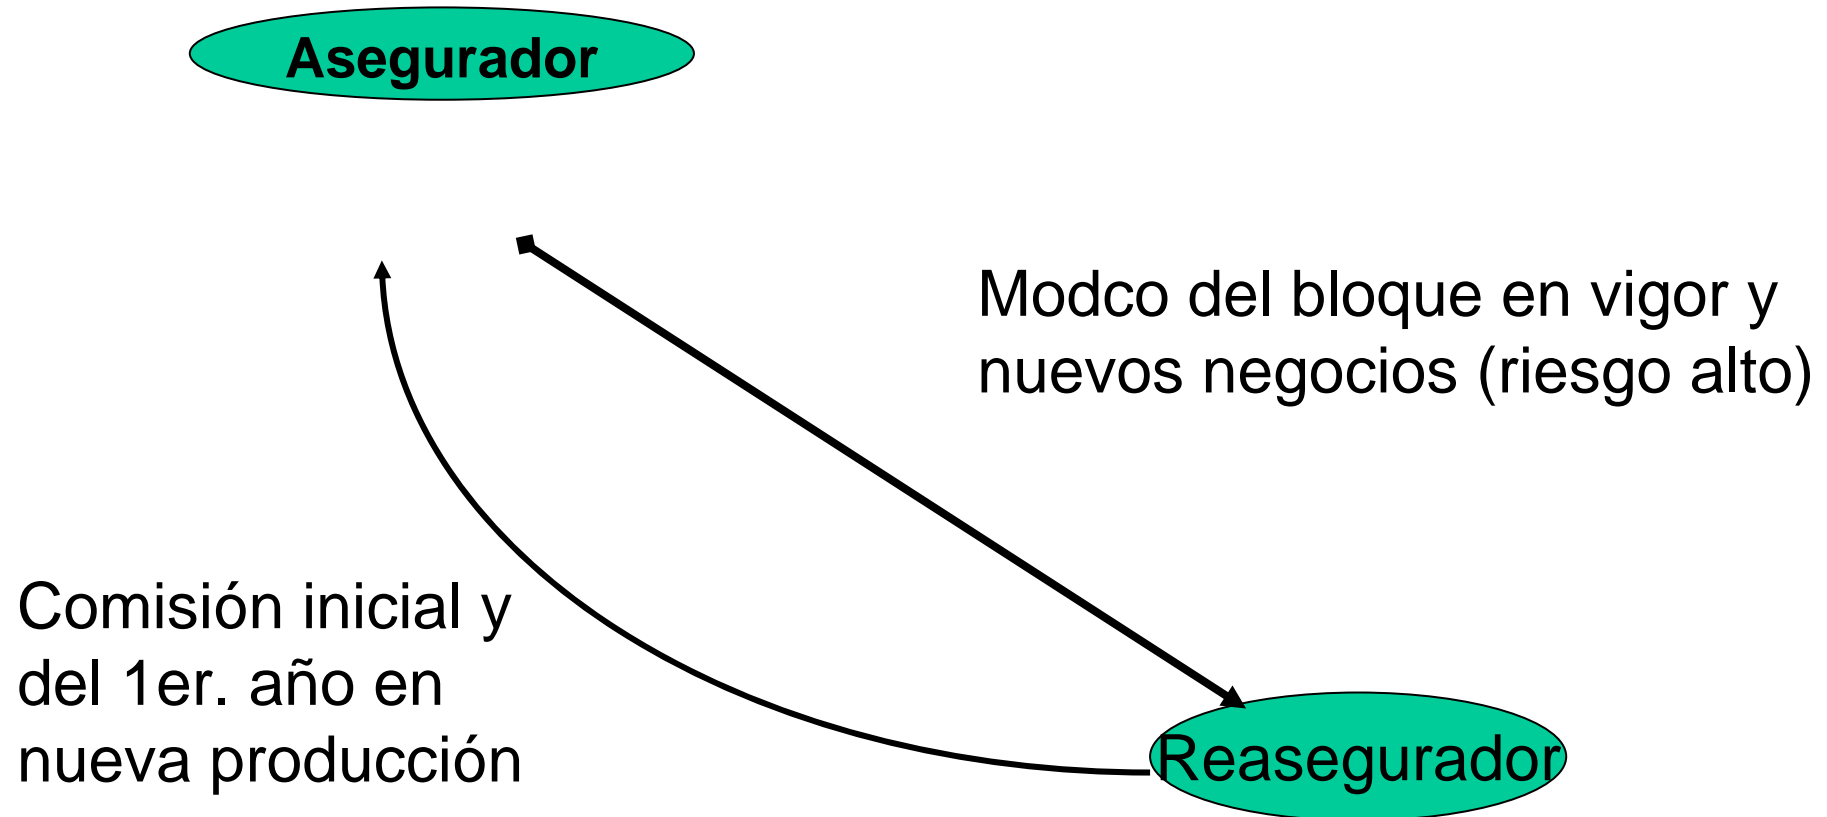 Asegurador
Modco del bloque en vigor y
nuevos negocios (riesgo alto)
Comisión inicial y
del 1er. año en
nueva producción
Reasegurador